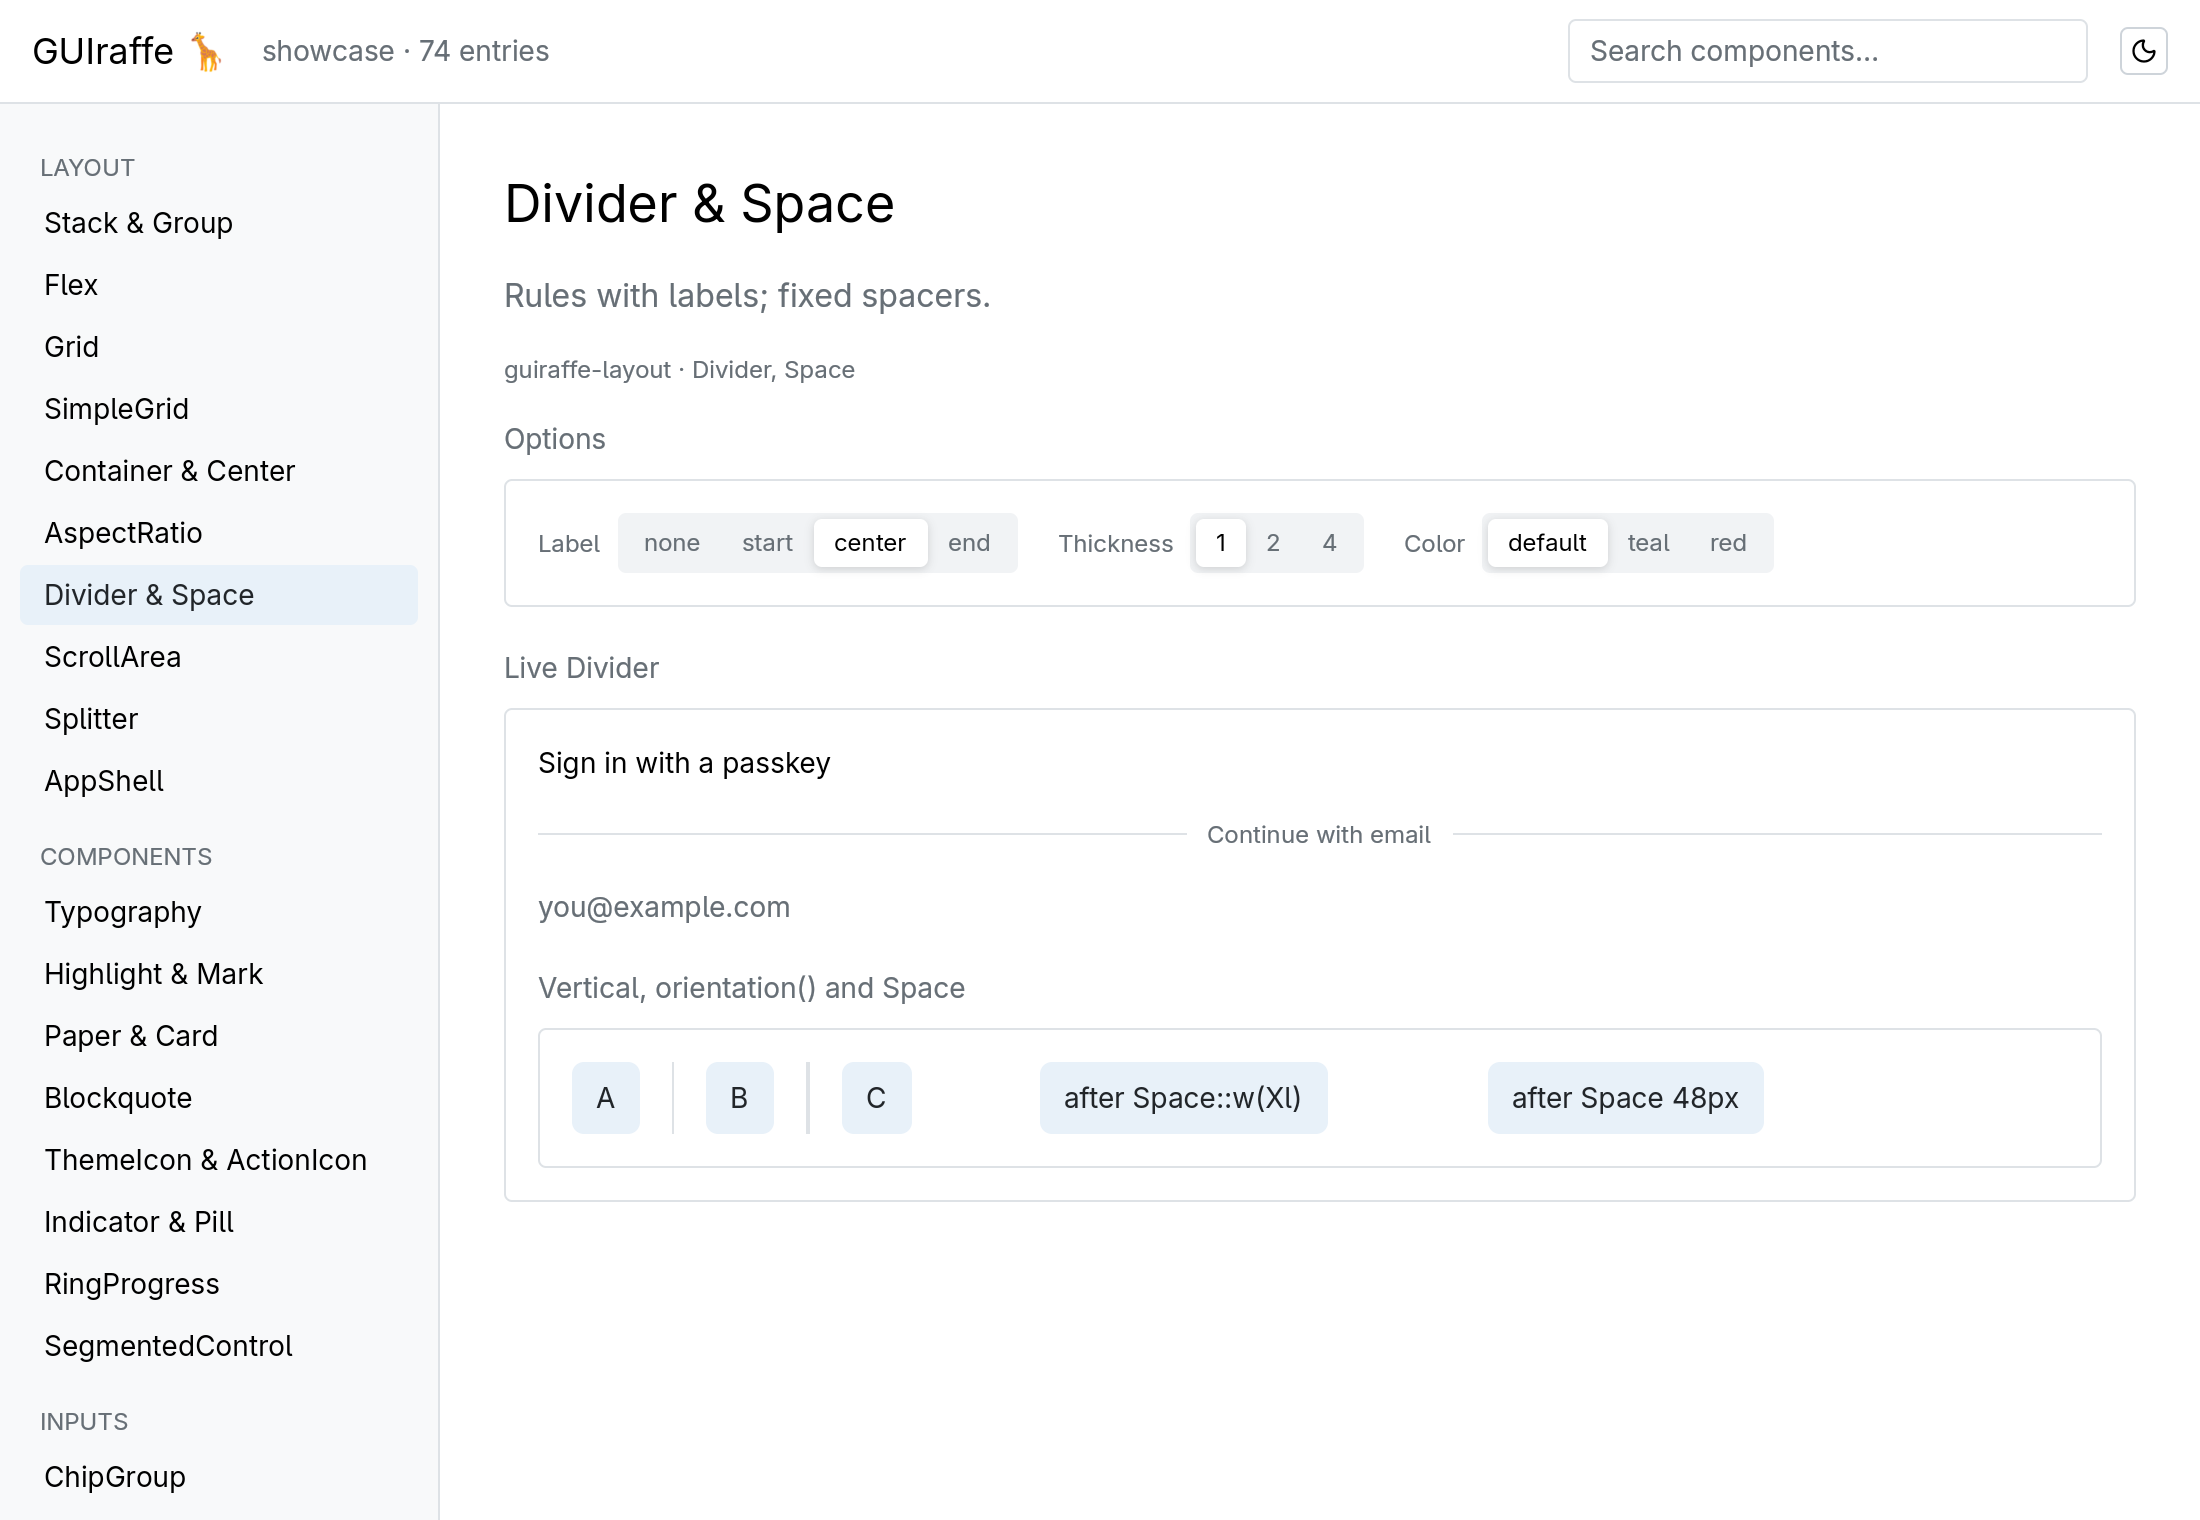 GUIraffe 🦒 showcase · 74 entries Search components...
LAYOUT
Stack & Group
Flex
Grid
SimpleGrid
Container & Center
AspectRatio
Divider & Space
ScrollArea
Splitter
AppShell
COMPONENTS
Typography
Highlight & Mark
Paper & Card
Blockquote
ThemeIcon & ActionIcon
Indicator & Pill
RingProgress
SegmentedControl
INPUTS
ChipGroup
Divider & Space
Rules with labels; fixed spacers.
guiraffe-layout · Divider, Space
Options
Label none start center end Thickness 1 2 4 Color default teal red
Live Divider
Sign in with a passkey
Continue with email
you@example.com
Vertical, orientation() and Space
A B C after Space::w(Xl) after Space 48px